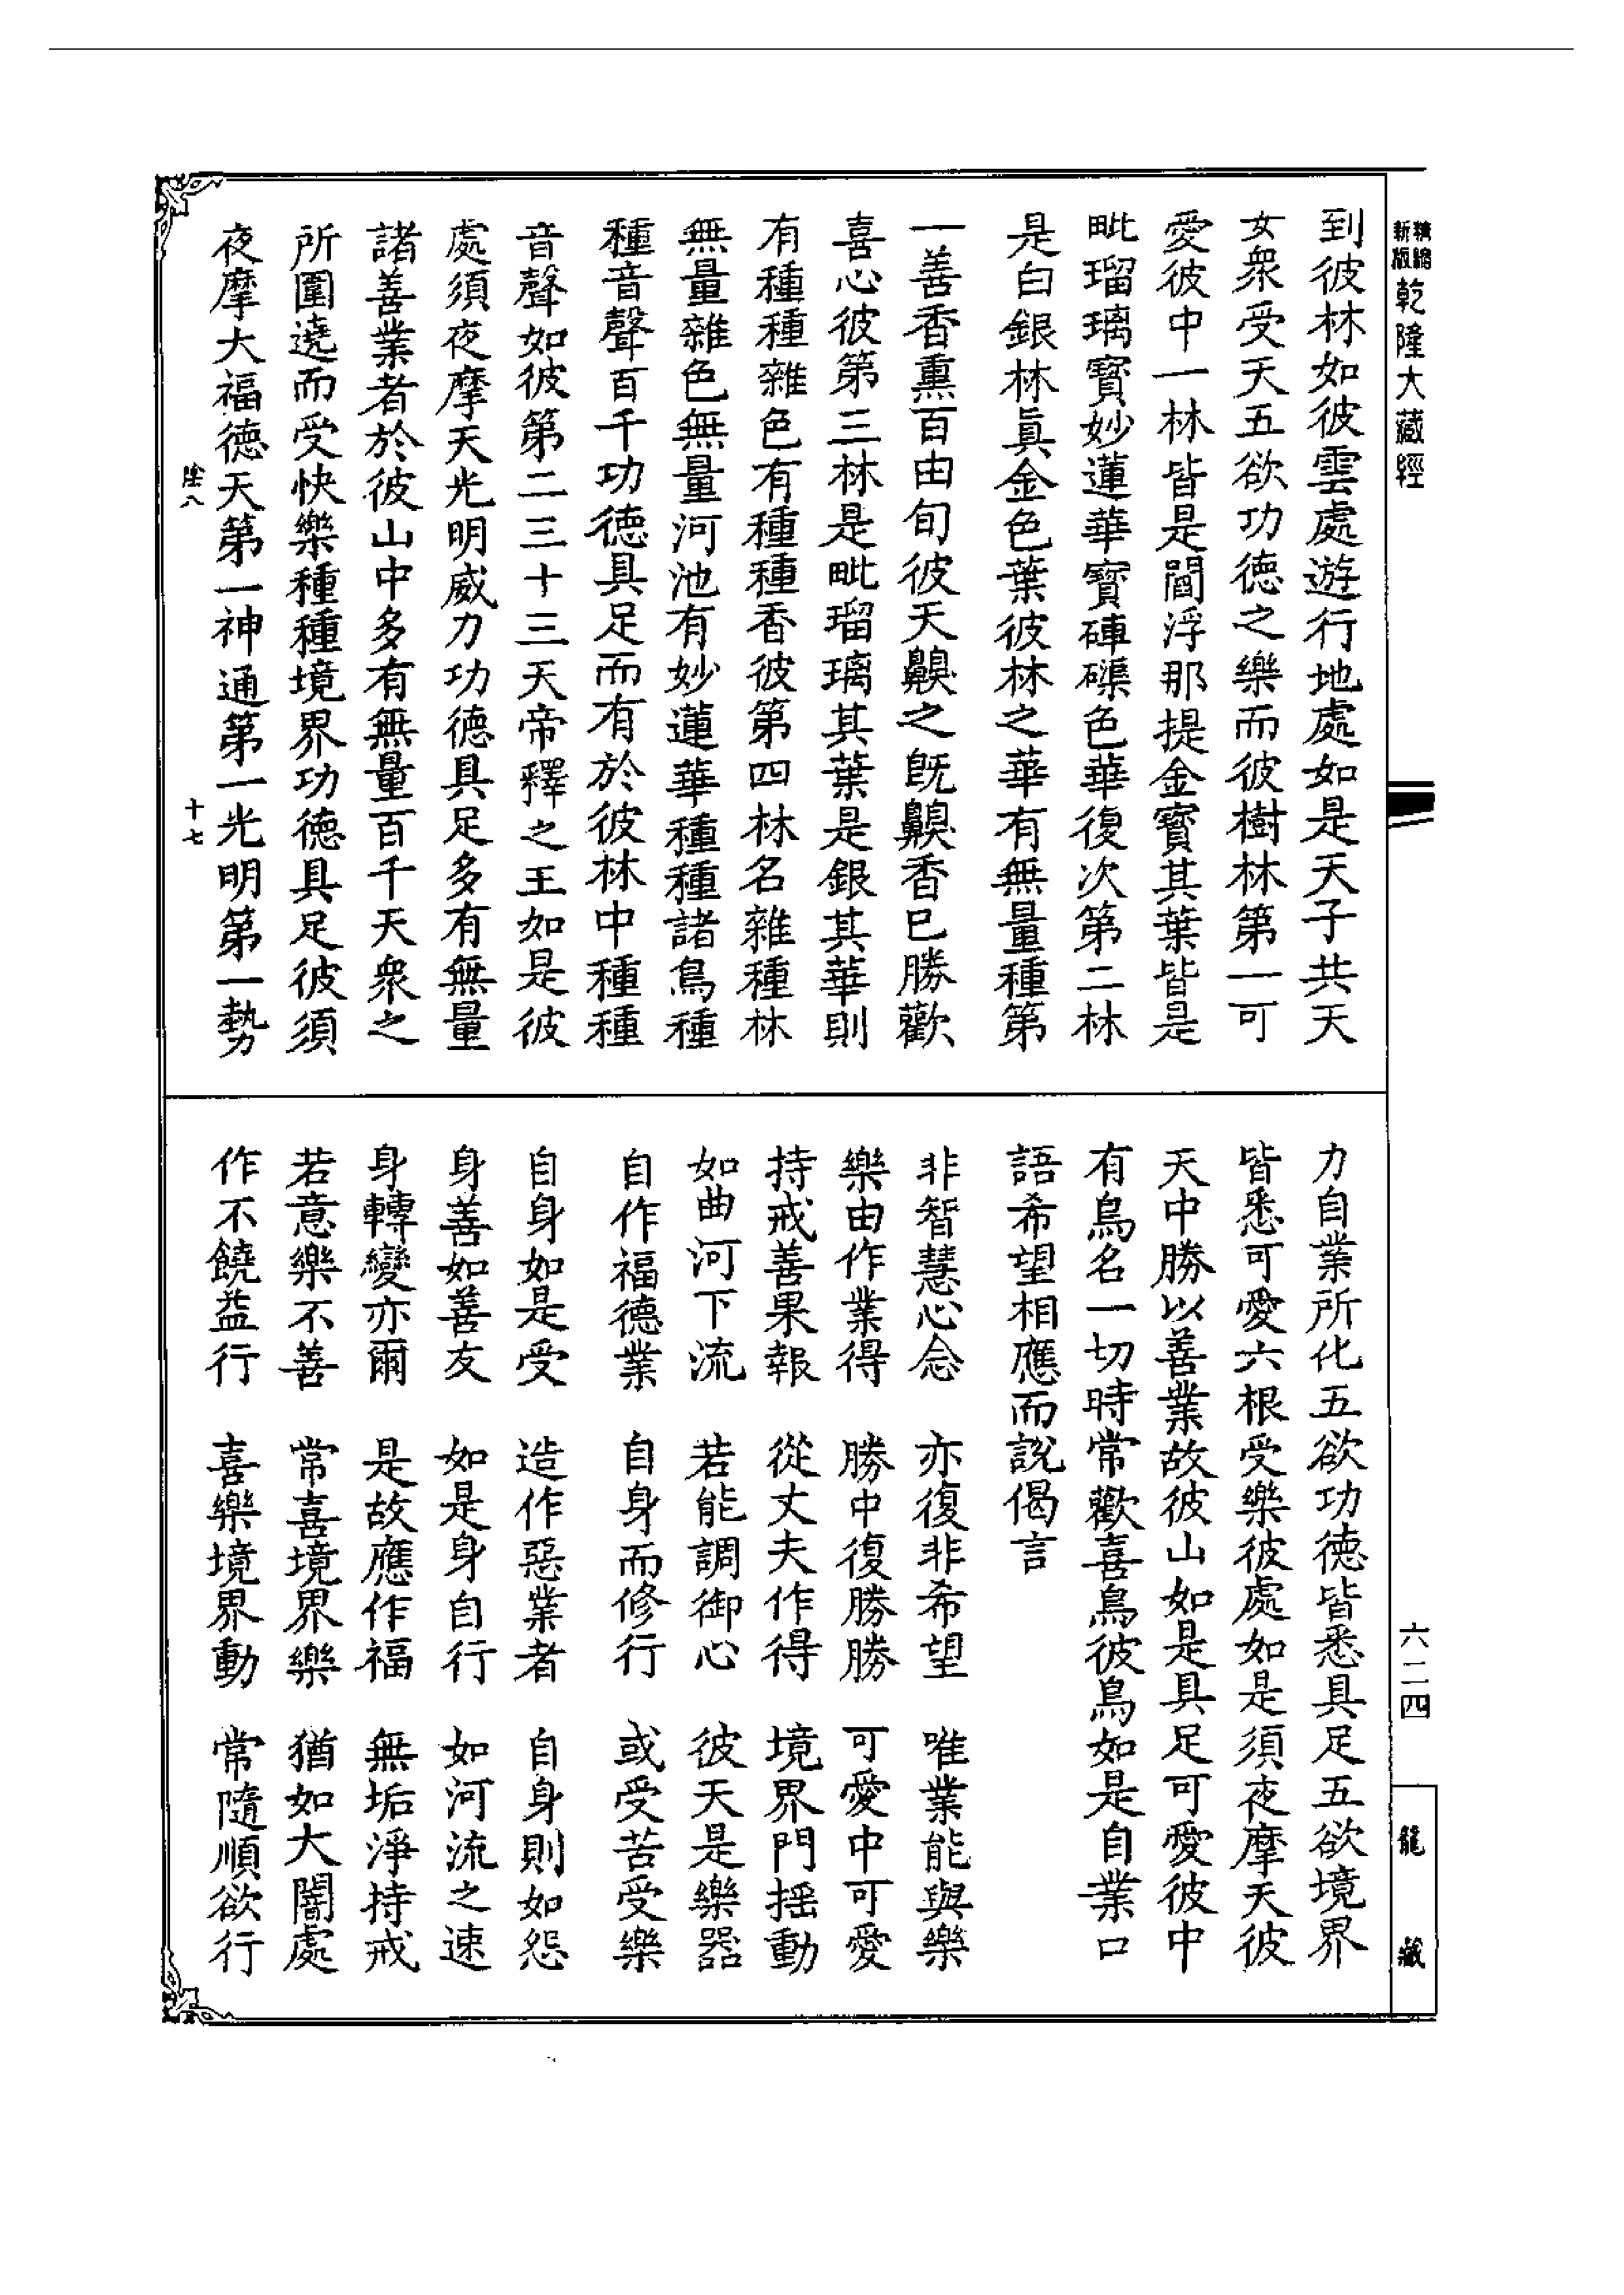 新編縮版乾隆大藏經
到彼林如彼雲處遊行地處如是天子共天
女衆受天五欲功德之樂而彼樹林第一可
愛彼中一林皆是閻浮那提金寶其葉皆是
毗瑠璃寶妙蓮華寶硨磲色華復次第二林
是白銀林眞金色葉彼林之華有無量種第
一善香熏百由旬彼天齅之旣齅香已勝歡
喜心彼第三林是毗瑠璃其葉是銀其華則
有種種雜色有種種香彼第四林名雜種林
無量雜色無量河池有妙蓮華種種諸鳥種
種音聲百千功德具足而有於彼林中種種
音聲如彼第二三十三天帝釋之王如是彼
處須夜摩天光明威力功德具足多有無量
諸善業者於彼山中多有無量百千天衆之
所圍遶而受快樂種種境界功德具足彼須
夜摩大福德天第一神通第一光明第一勢
陸八 十七
力自業所化五欲功德皆悉具足五欲境界
皆悉可愛六根受樂彼處如是須夜摩天彼
天中勝以善業故彼山如是具足可愛彼中
有鳥名一切時常歡喜鳥彼鳥如是自業口
語希望相應而說偈言
非智慧心念 亦復非希望 唯業能與樂
樂由作業得 勝中復勝勝 可愛中可愛
持戒善果報 從丈夫作得 境界門搖動
如曲河下流 若能調御心 彼天是樂器
自作福德業 自身而修行 或受苦受樂
自身如是受 造作惡業者 自身則如怨
身善如善友 如是身自行 如河流之速
身轉變亦爾 是故應作福 無垢淨持戒
若意樂不善 常喜境界樂 猶如大闇處
作不饒益行 喜樂境界動 常隨順欲行
六二四
龍藏